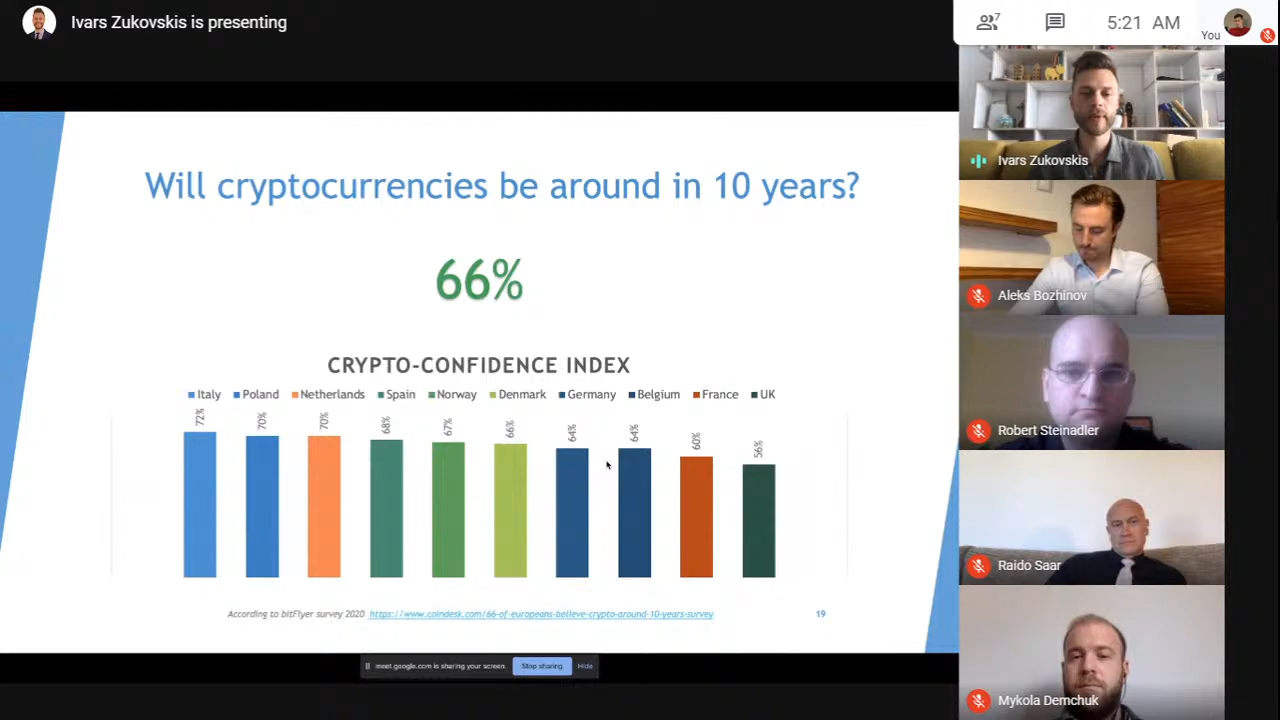 Ivars Zukovskis is presenting
7
5:21 AM
You
Will cryptocurrencies be around in 10 years?
66%
CRYPTO-CONFIDENCE INDEX
Italy Poland Netherlands Spain Norway Denmark Germany Belgium France UK
72% 70% 70% 68% 67% 66% 64% 64% 60% 56%
According to bitFlyer survey 2020 https://www.coindesk.com/66-of-europeans-believe-crypto-around-10-years-survey
19
meet.google.com is sharing your screen. Stop sharing Hide
Ivars Zukovskis
Aleks Bozhinov
Robert Steinadler
Raido Saar
Mykola Demchuk